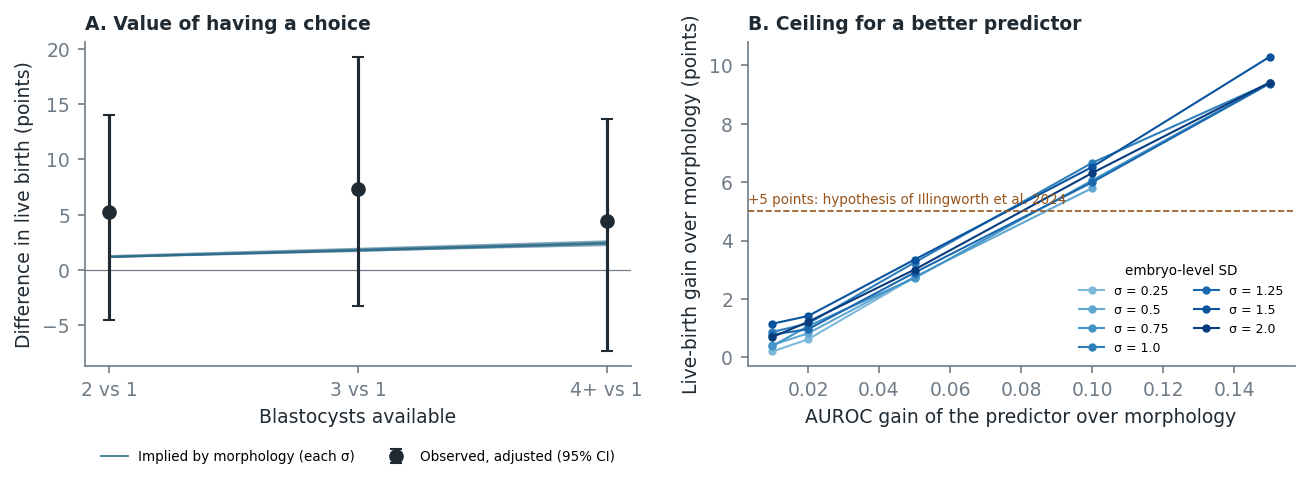 A. Value of having a choice
Difference in live birth (points)
20
15
10
5
0
−5
2 vs 1
3 vs 1
4+ vs 1
Blastocysts available
Implied by morphology (each σ)
Observed, adjusted (95% CI)
B. Ceiling for a better predictor
Live-birth gain over morphology (points)
10
8
6
4
2
0
+5 points: hypothesis of Illingworth et al. 2024
embryo-level SD
σ = 0.25
σ = 0.5
σ = 0.75
σ = 1.0
σ = 1.25
σ = 1.5
σ = 2.0
0.02
0.04
0.06
0.08
0.10
0.12
0.14
AUROC gain of the predictor over morphology